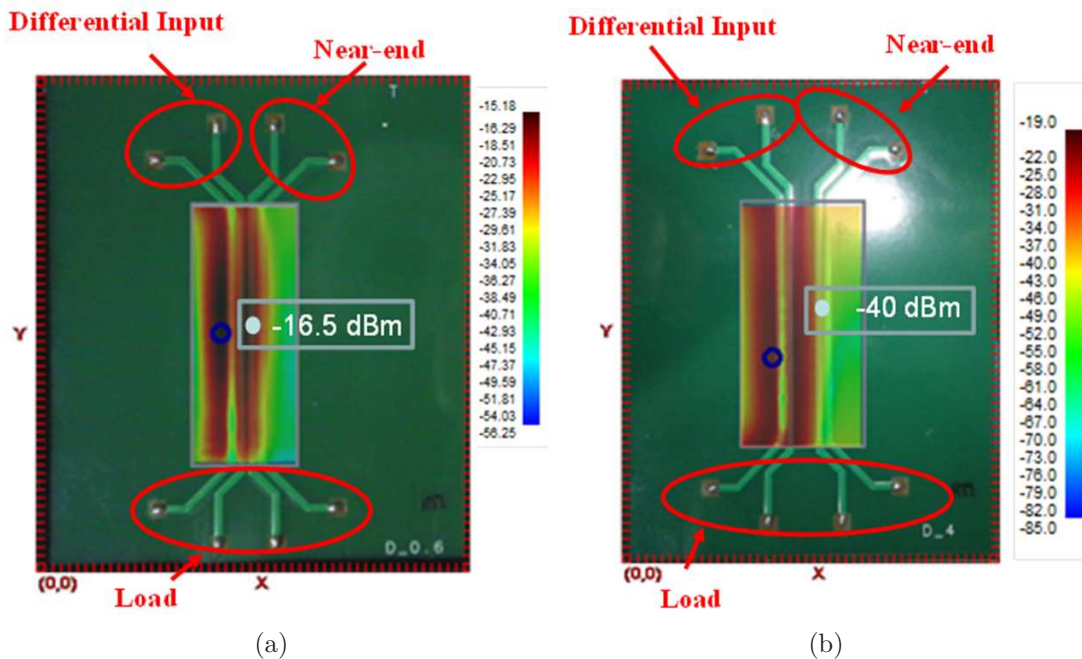 Differential Input
Near-end
-15.18
-16.29
-18.51
-20.73
-22.95
-25.17
-27.39
-29.61
-31.83
-34.05
-36.27
-38.49
-40.71
-42.93
-45.15
-47.37
-49.59
-51.81
-54.03
-56.25
T
Y
-16.5 dBm
D_0.6
(0,0)
X
Load
(a)
Differential Input
Near-end
-19.0
-22.0
-25.0
-28.0
-31.0
-34.0
-37.0
-40.0
-43.0
-46.0
-49.0
-52.0
-55.0
-58.0
-61.0
-64.0
-67.0
-70.0
-73.0
-76.0
-79.0
-82.0
-85.0
Y
-40 dBm
D_4
(0,0)
X
Load
(b)